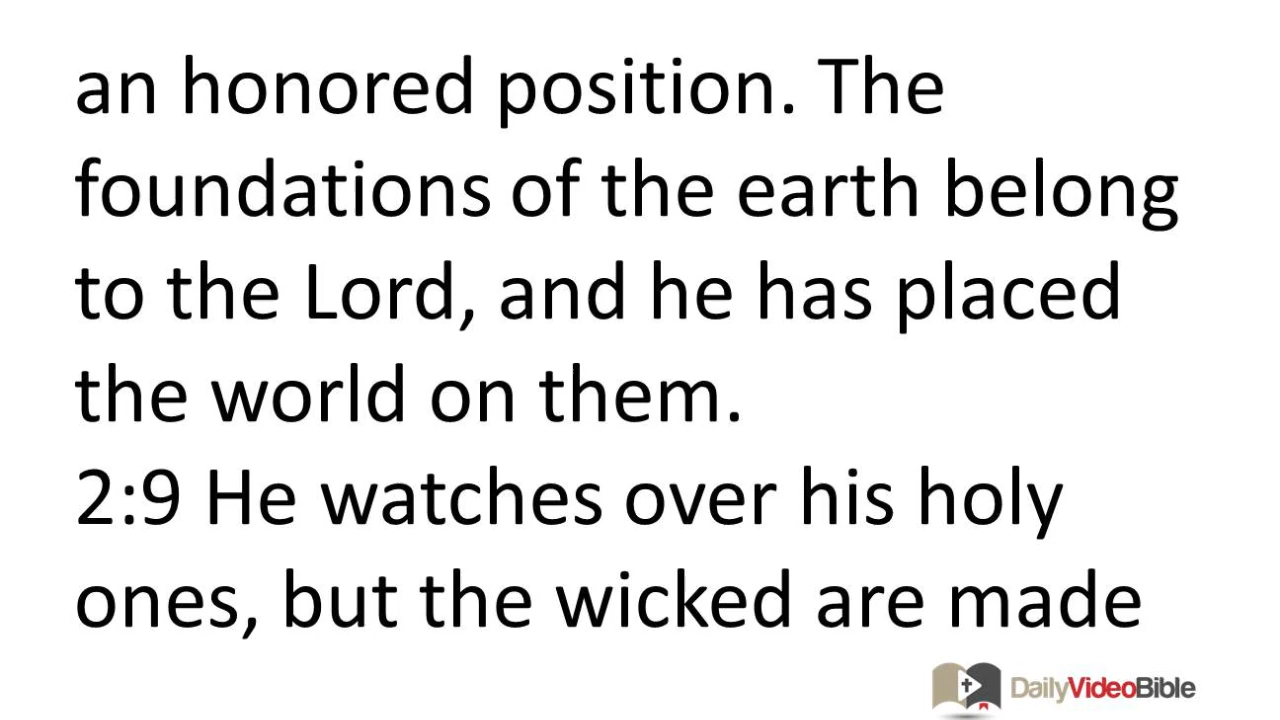 an honored position. The
foundations of the earth belong
to the Lord, and he has placed
the world on them.
2:9 He watches over his holy
ones, but the wicked are made
DailyVideoBible